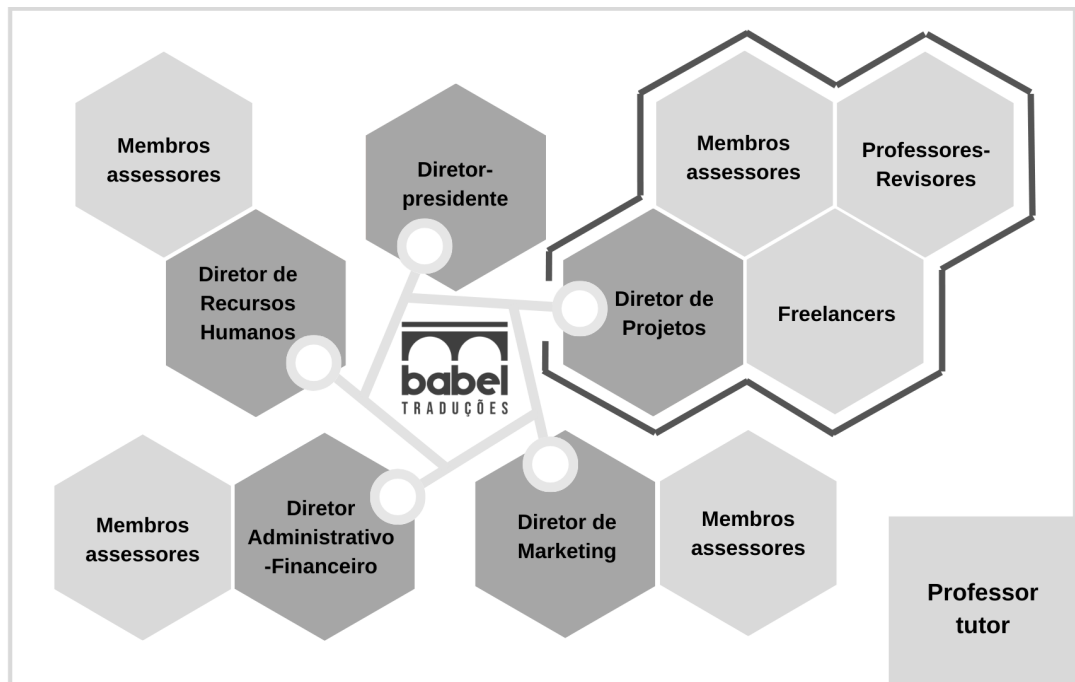 Membros
assessores
Diretor-
presidente
Membros
assessores
Professores-
Revisores
Diretor de
Recursos
Humanos
Diretor de
Projetos
Freelancers
babel
TRADUÇÕES
Membros
assessores
Diretor
Administrativo
-Financeiro
Diretor de
Marketing
Membros
assessores
Professor
tutor